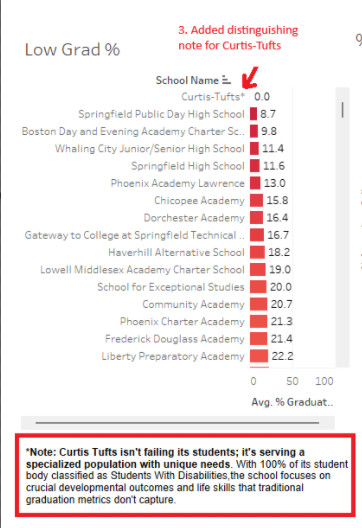 3. Added distinguishing
note for Curtis-Tufts
Low Grad %
School Name
Curtis-Tufts* 0.0
Springfield Public Day High School 8.7
Boston Day and Evening Academy Charter Sc.. 9.8
Whaling City Junior/Senior High School 11.4
Springfield High School 11.6
Phoenix Academy Lawrence 13.0
Chicopee Academy 15.8
Dorchester Academy 16.4
Gateway to College at Springfield Technical .. 16.7
Haverhill Alternative School 18.2
Lowell Middlesex Academy Charter School 19.0
School for Exceptional Studies 20.0
Community Academy 20.7
Phoenix Charter Academy 21.3
Frederick Douglass Academy 21.4
Liberty Preparatory Academy 22.2
0 50 100
Avg. % Graduat..
*Note: Curtis Tufts isn't failing its students; it's serving a
specialized population with unique needs. With 100% of its student
body classified as Students With Disabilities,the school focuses on
crucial developmental outcomes and life skills that traditional
graduation metrics don't capture.